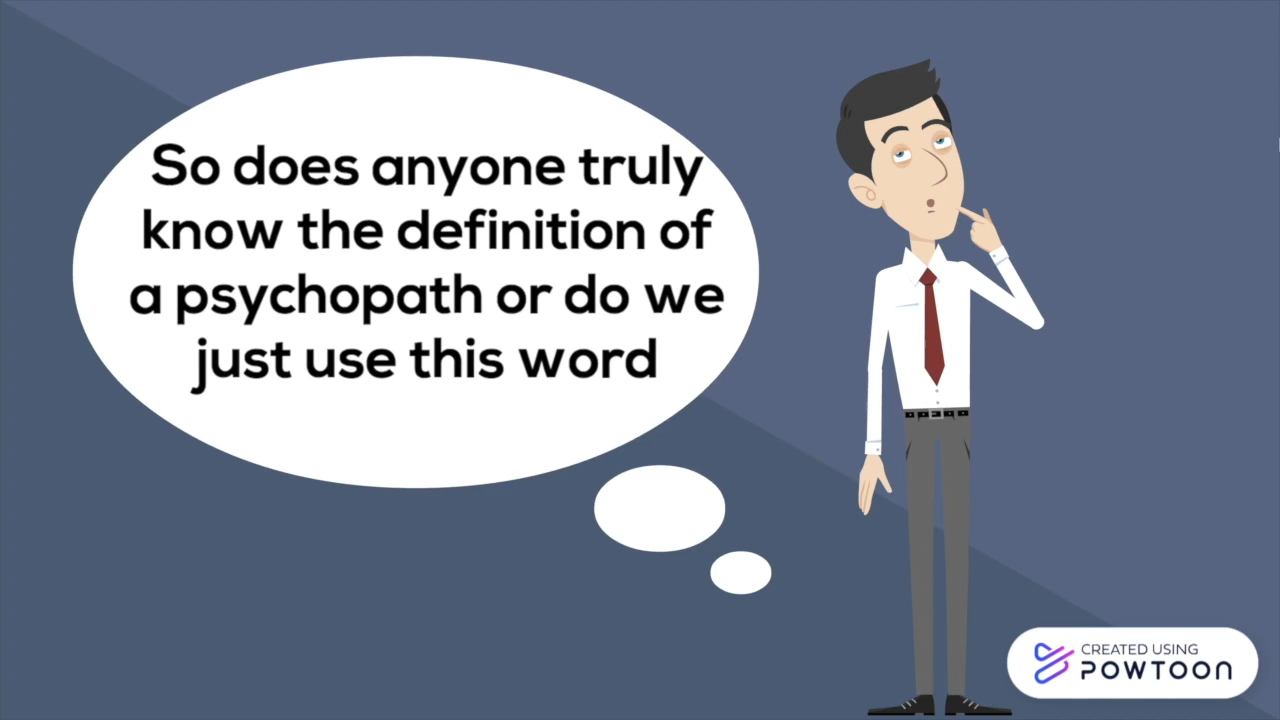 So does anyone truly
know the definition of
a psychopath or do we
just use this word
CREATED USING
POWTOON